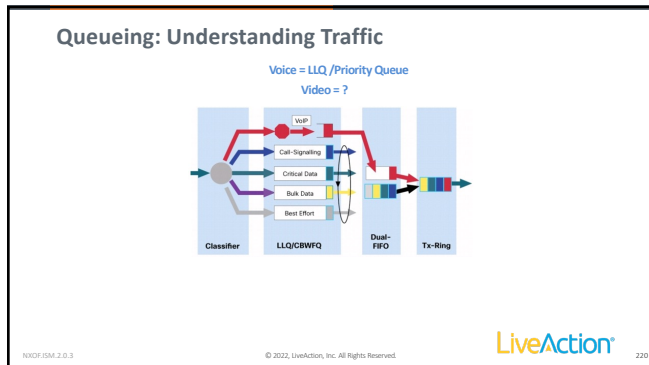 Queueing: Understanding Traffic
Voice = LLQ /Priority Queue
Video = ?
VoIP
Call-Signalling
Critical Data
Bulk Data
Best Effort
Classifier
LLQ/CBWFQ
Dual-
FIFO
Tx-Ring
NXOF.ISM.2.0.3
© 2022, LiveAction, Inc. All Rights Reserved.
LiveAction®
220